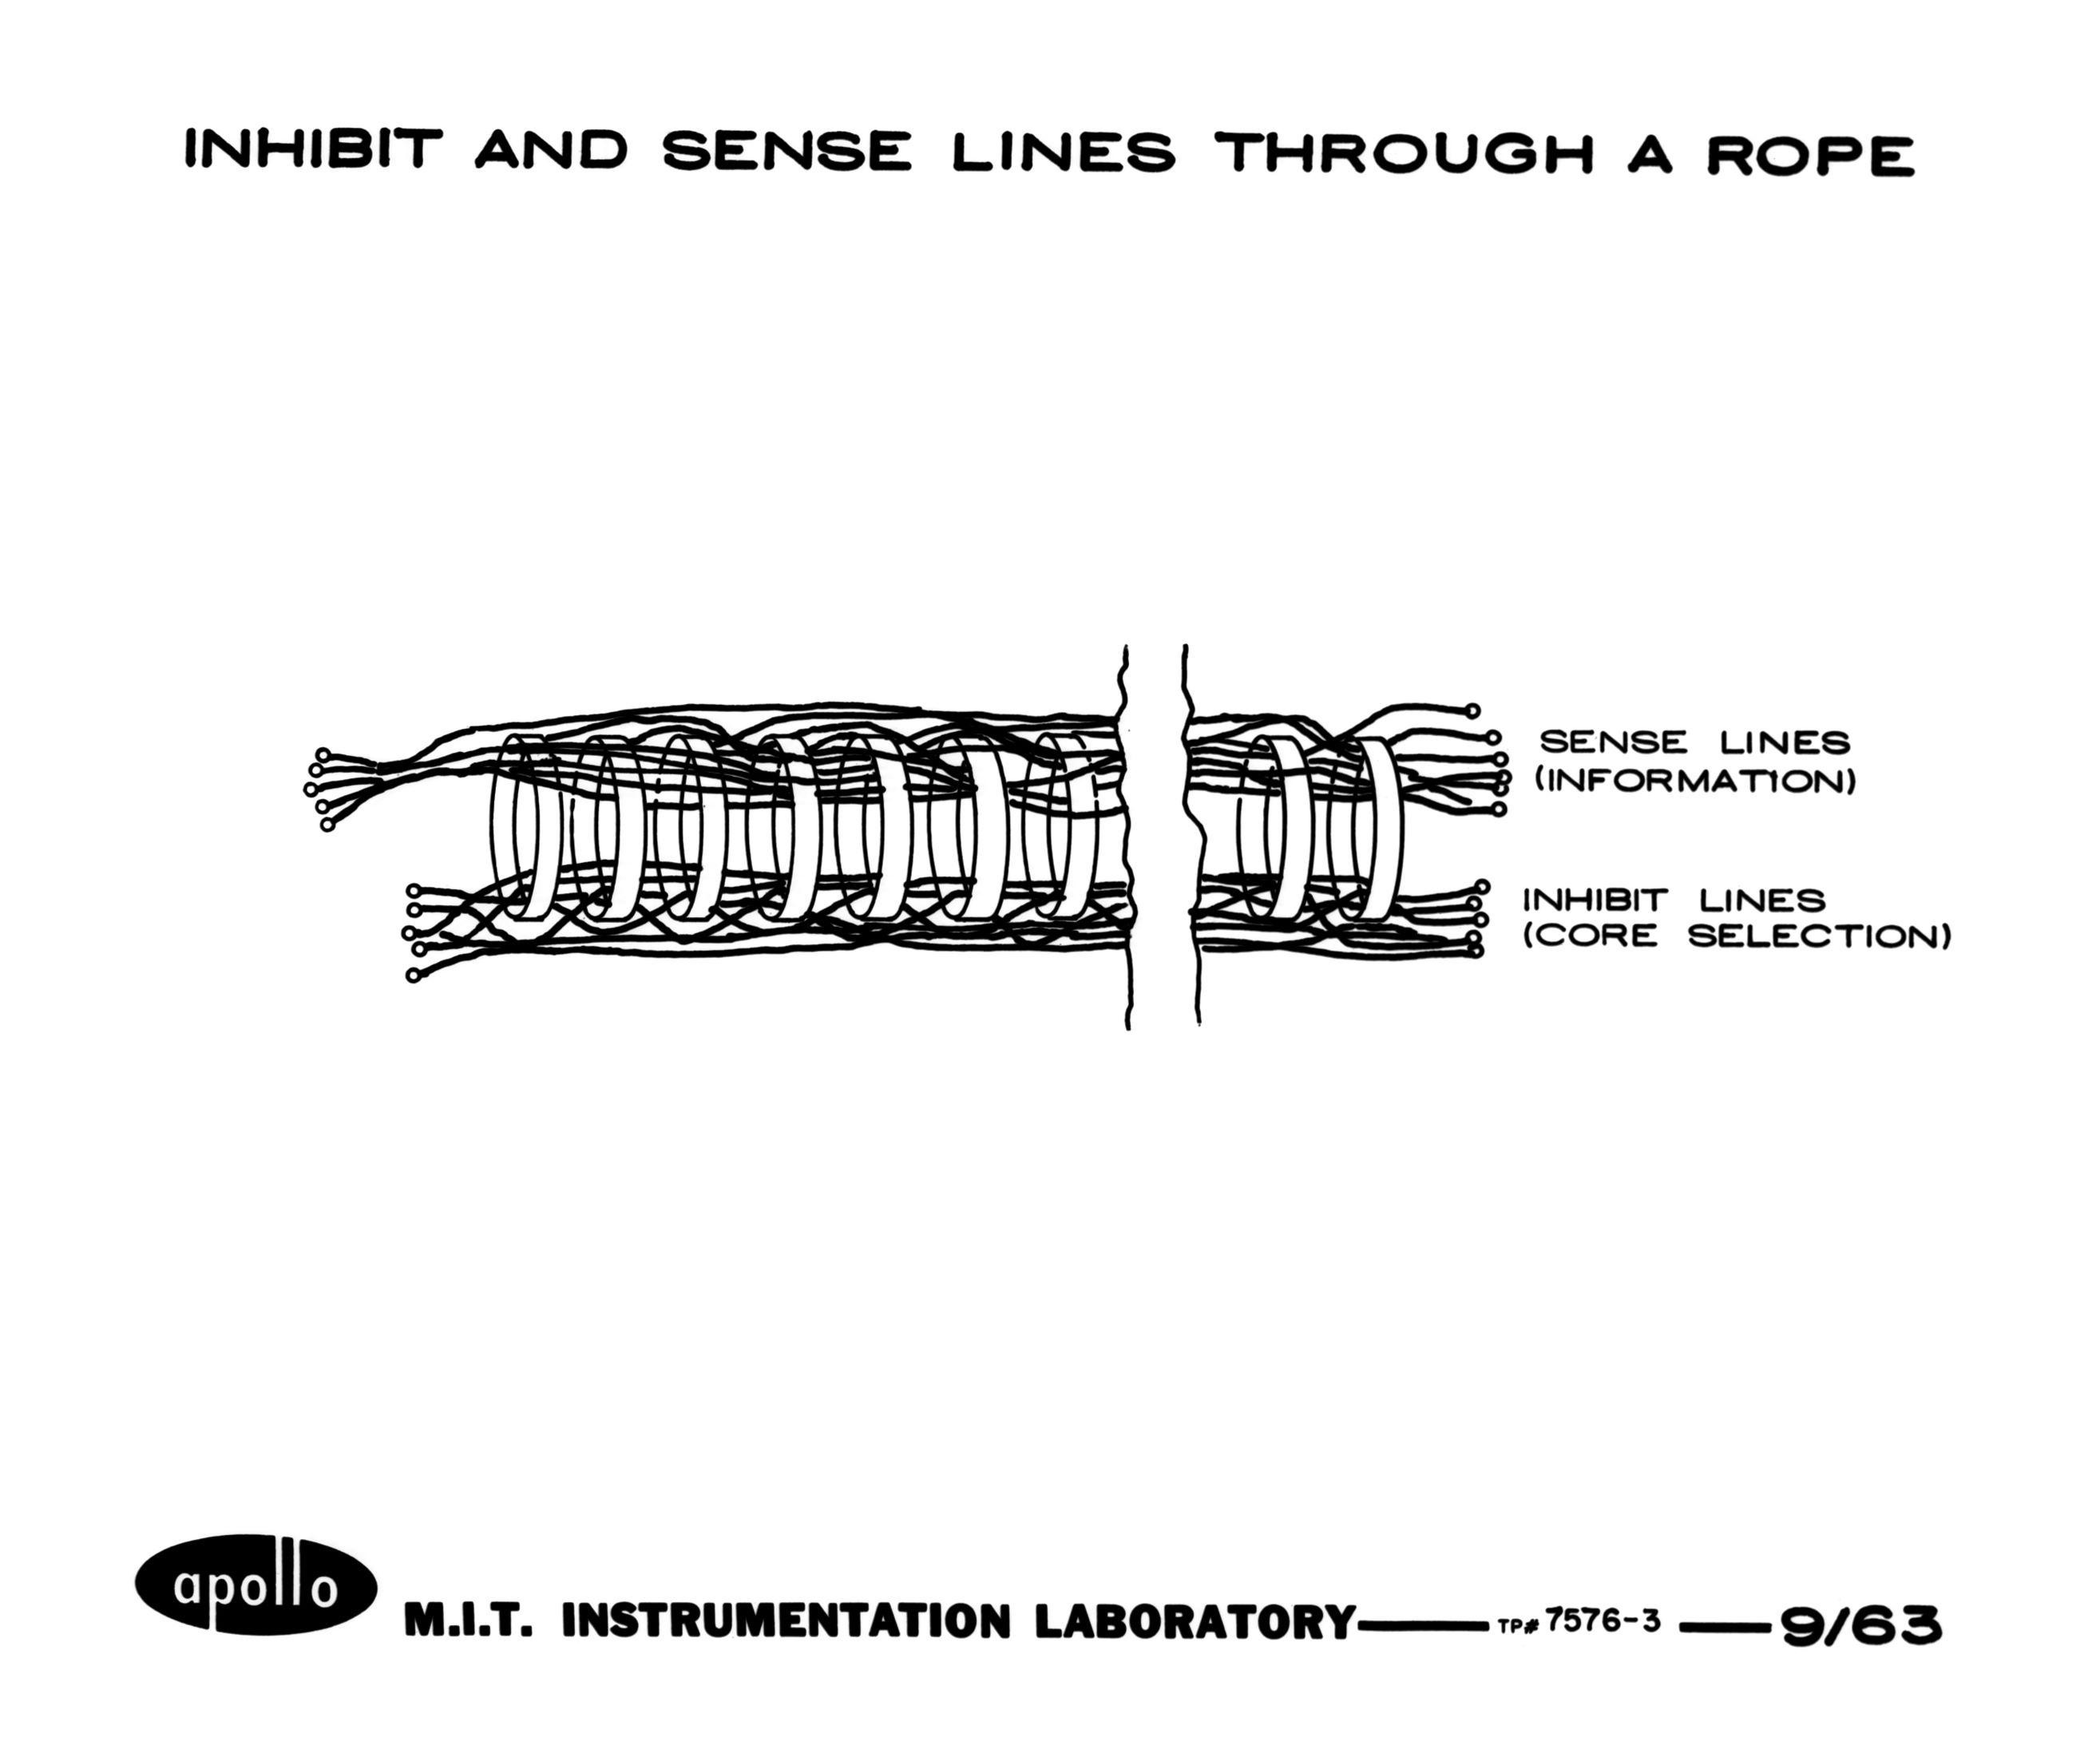 INHIBIT AND SENSE LINES THROUGH A ROPE
SENSE LINES
(INFORMATION)
INHIBIT LINES
(CORE SELECTION)
apollo
M.I.T. INSTRUMENTATION LABORATORY — TP# 7576-3 — 9/63